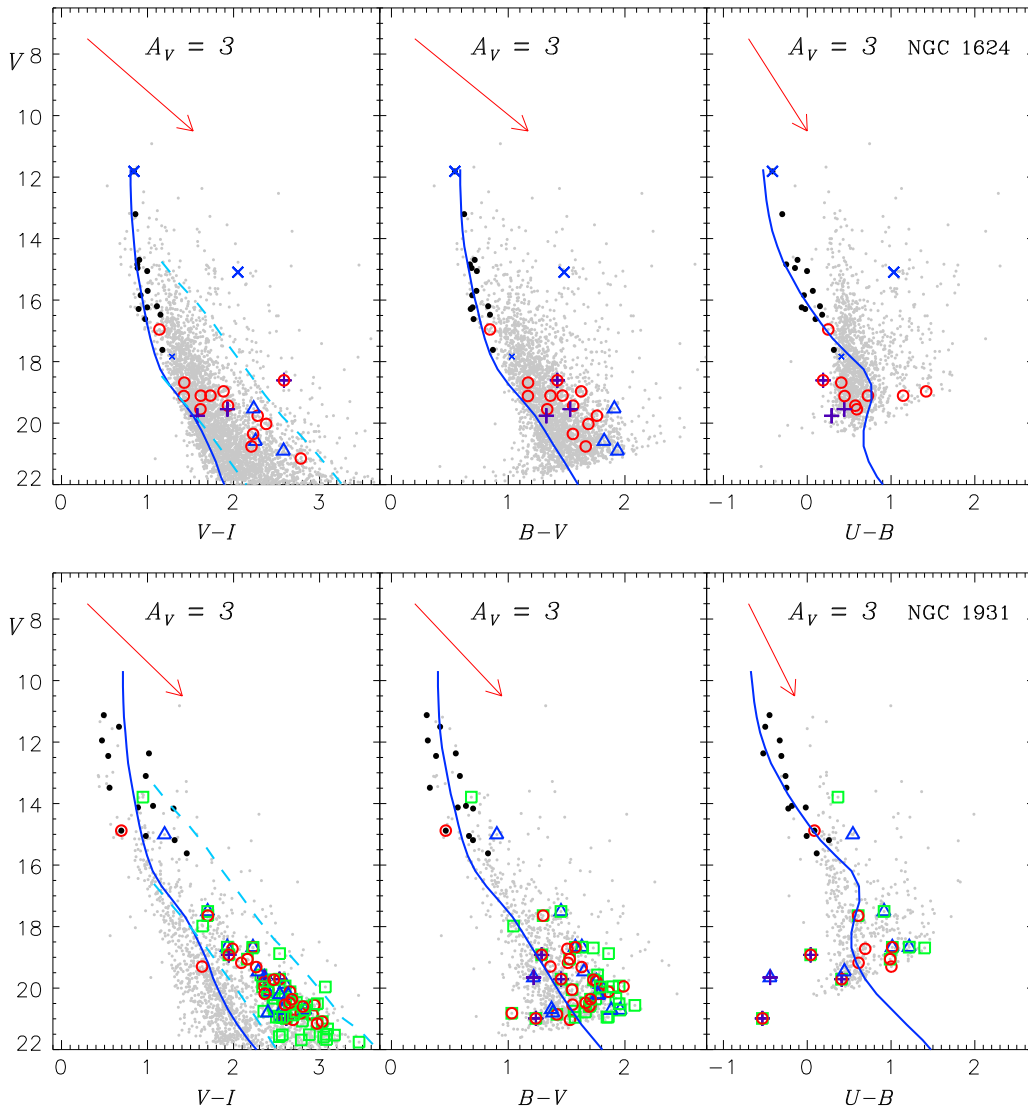 A_V = 3
A_V = 3
A_V = 3 NGC 1624
V
8
10
12
14
16
18
20
22
0 1 2 3
0 1 2
−1 0 1 2
V−I
B−V
U−B
A_V = 3
A_V = 3
A_V = 3 NGC 1931
V
8
10
12
14
16
18
20
22
0 1 2 3
0 1 2
−1 0 1 2
V−I
B−V
U−B